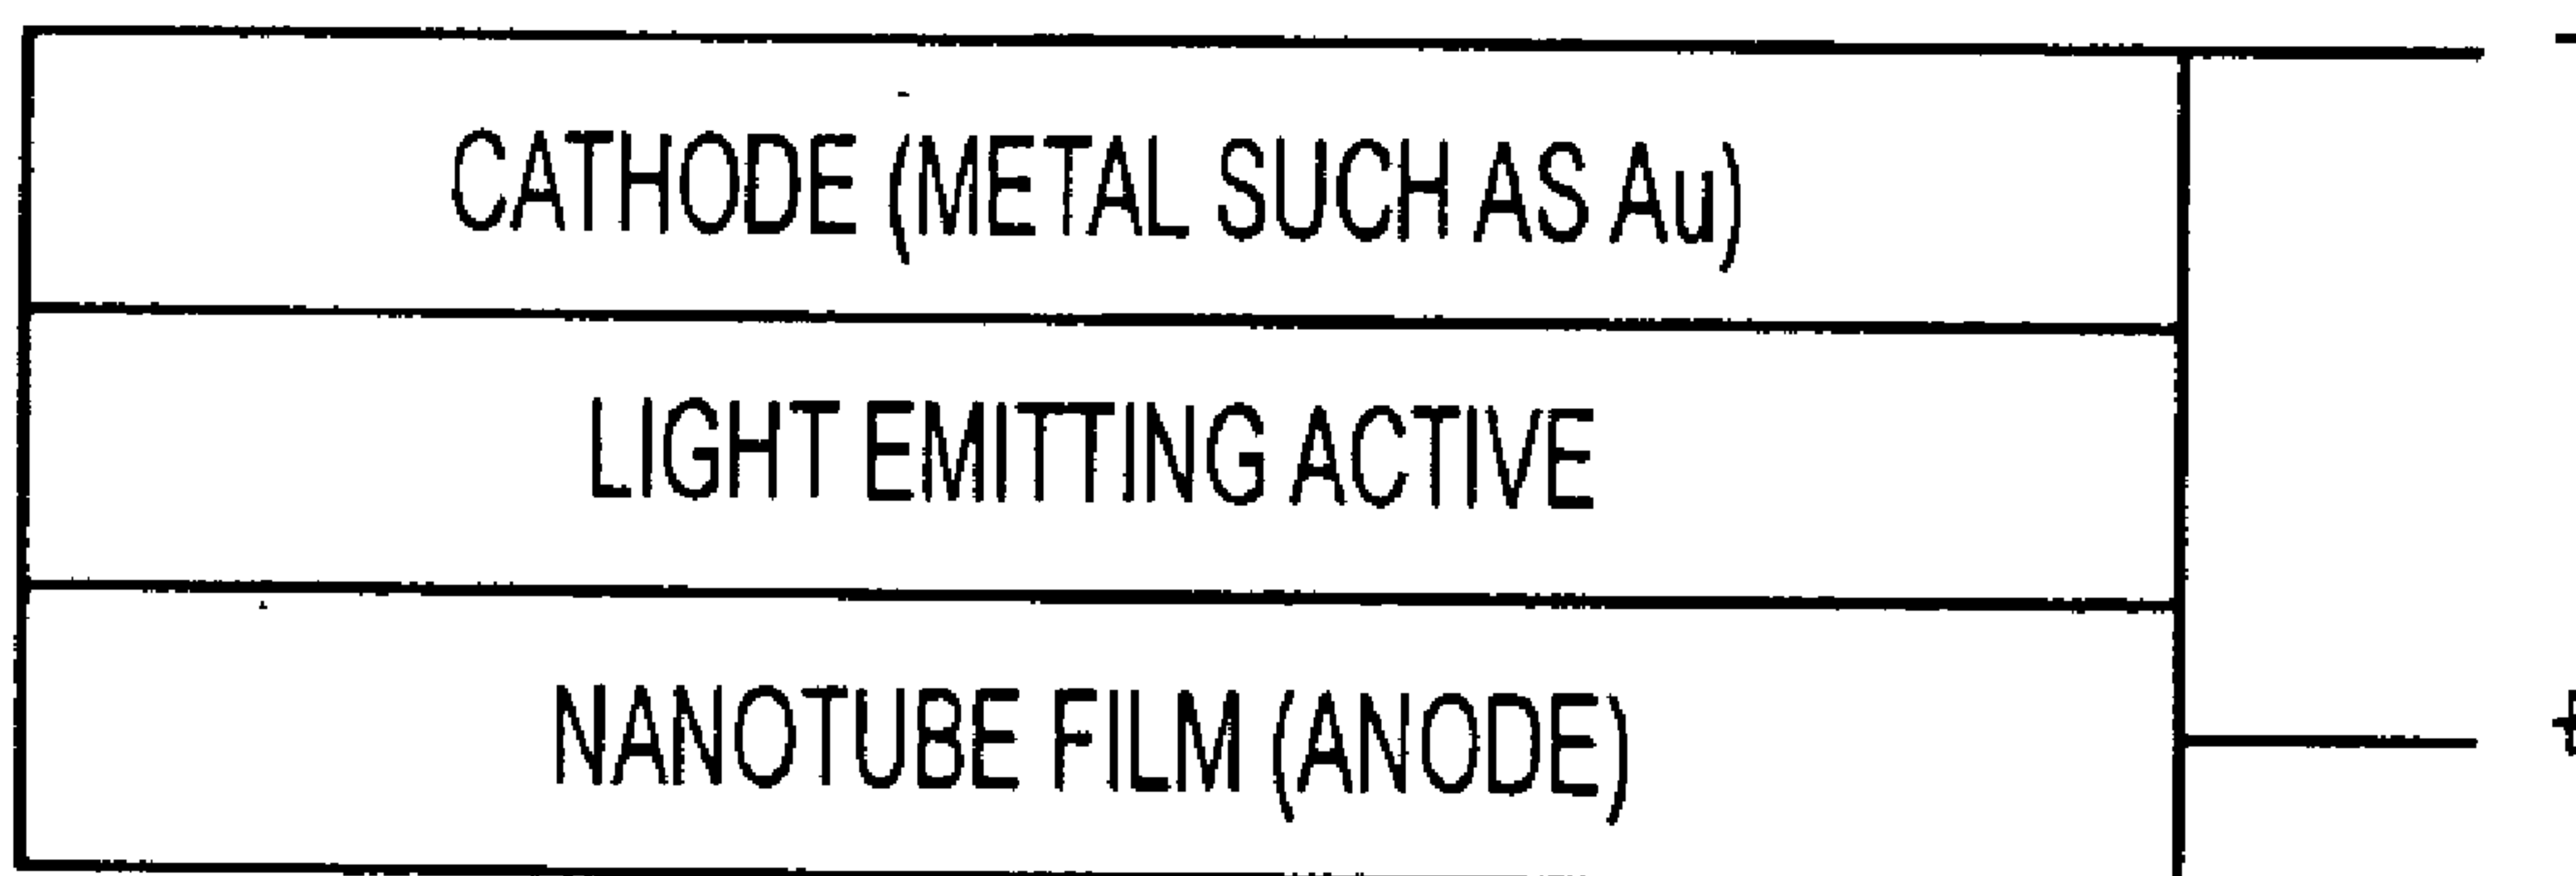 CATHODE (METAL SUCH AS Au)
LIGHT EMITTING ACTIVE
NANOTUBE FILM (ANODE)